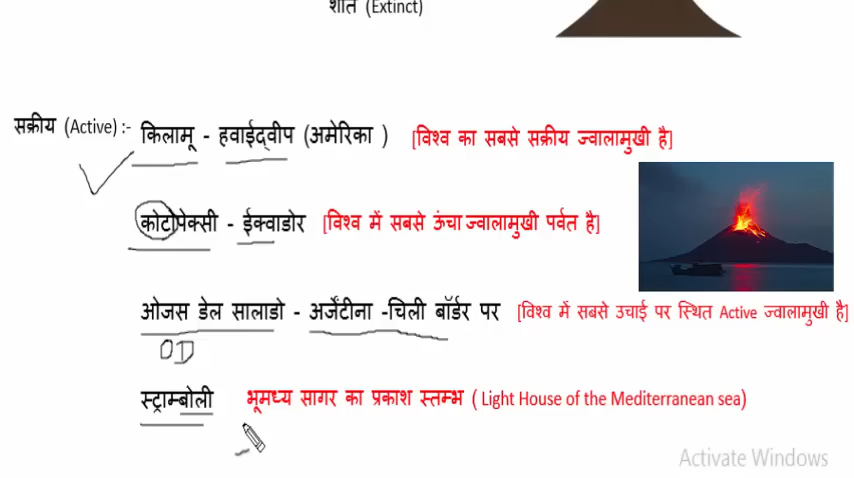 शांत (Extinct)
सक्रीय (Active) :-
किलामू - हवाईद्वीप (अमेरिका ) [विश्व का सबसे सक्रीय ज्वालामुखी है]
कोटोपेक्सी - ईक्वाडोर [विश्व में सबसे ऊंचा ज्वालामुखी पर्वत है]
ओजस डेल सालाडो - अर्जेंटीना -चिली बॉर्डर पर [विश्व में सबसे उचाई पर स्थित Active ज्वालामुखी है]
OD
स्ट्राम्बोली भूमध्य सागर का प्रकाश स्तम्भ ( Light House of the Mediterranean sea)
Activate Windows